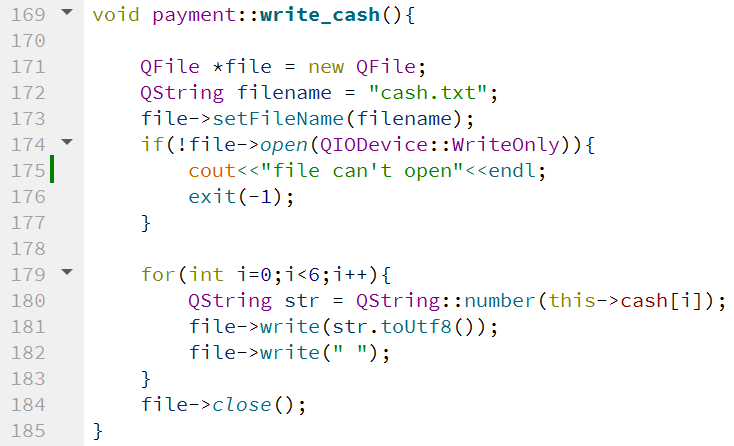 169 void payment::write_cash(){
170
171     QFile *file = new QFile;
172     QString filename = "cash.txt";
173     file->setFileName(filename);
174     if(!file->open(QIODevice::WriteOnly)){
175         cout<<"file can't open"<<endl;
176         exit(-1);
177     }
178
179     for(int i=0;i<6;i++){
180         QString str = QString::number(this->cash[i]);
181         file->write(str.toUtf8());
182         file->write(" ");
183     }
184     file->close();
185 }